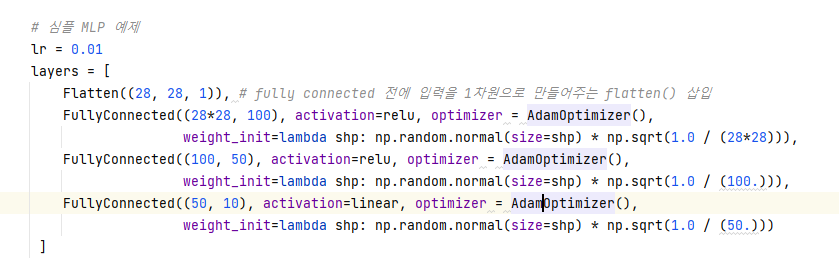 # 심플 MLP 예제
lr = 0.01
layers = [
Flatten((28, 28, 1)), # fully connected 전에 입력을 1차원으로 만들어주는 flatten() 삽입
FullyConnected((28*28, 100), activation=relu, optimizer = AdamOptimizer(),
weight_init=lambda shp: np.random.normal(size=shp) * np.sqrt(1.0 / (28*28))),
FullyConnected((100, 50), activation=relu, optimizer = AdamOptimizer(),
weight_init=lambda shp: np.random.normal(size=shp) * np.sqrt(1.0 / (100.))),
FullyConnected((50, 10), activation=linear, optimizer = AdamOptimizer(),
weight_init=lambda shp: np.random.normal(size=shp) * np.sqrt(1.0 / (50.)))
]